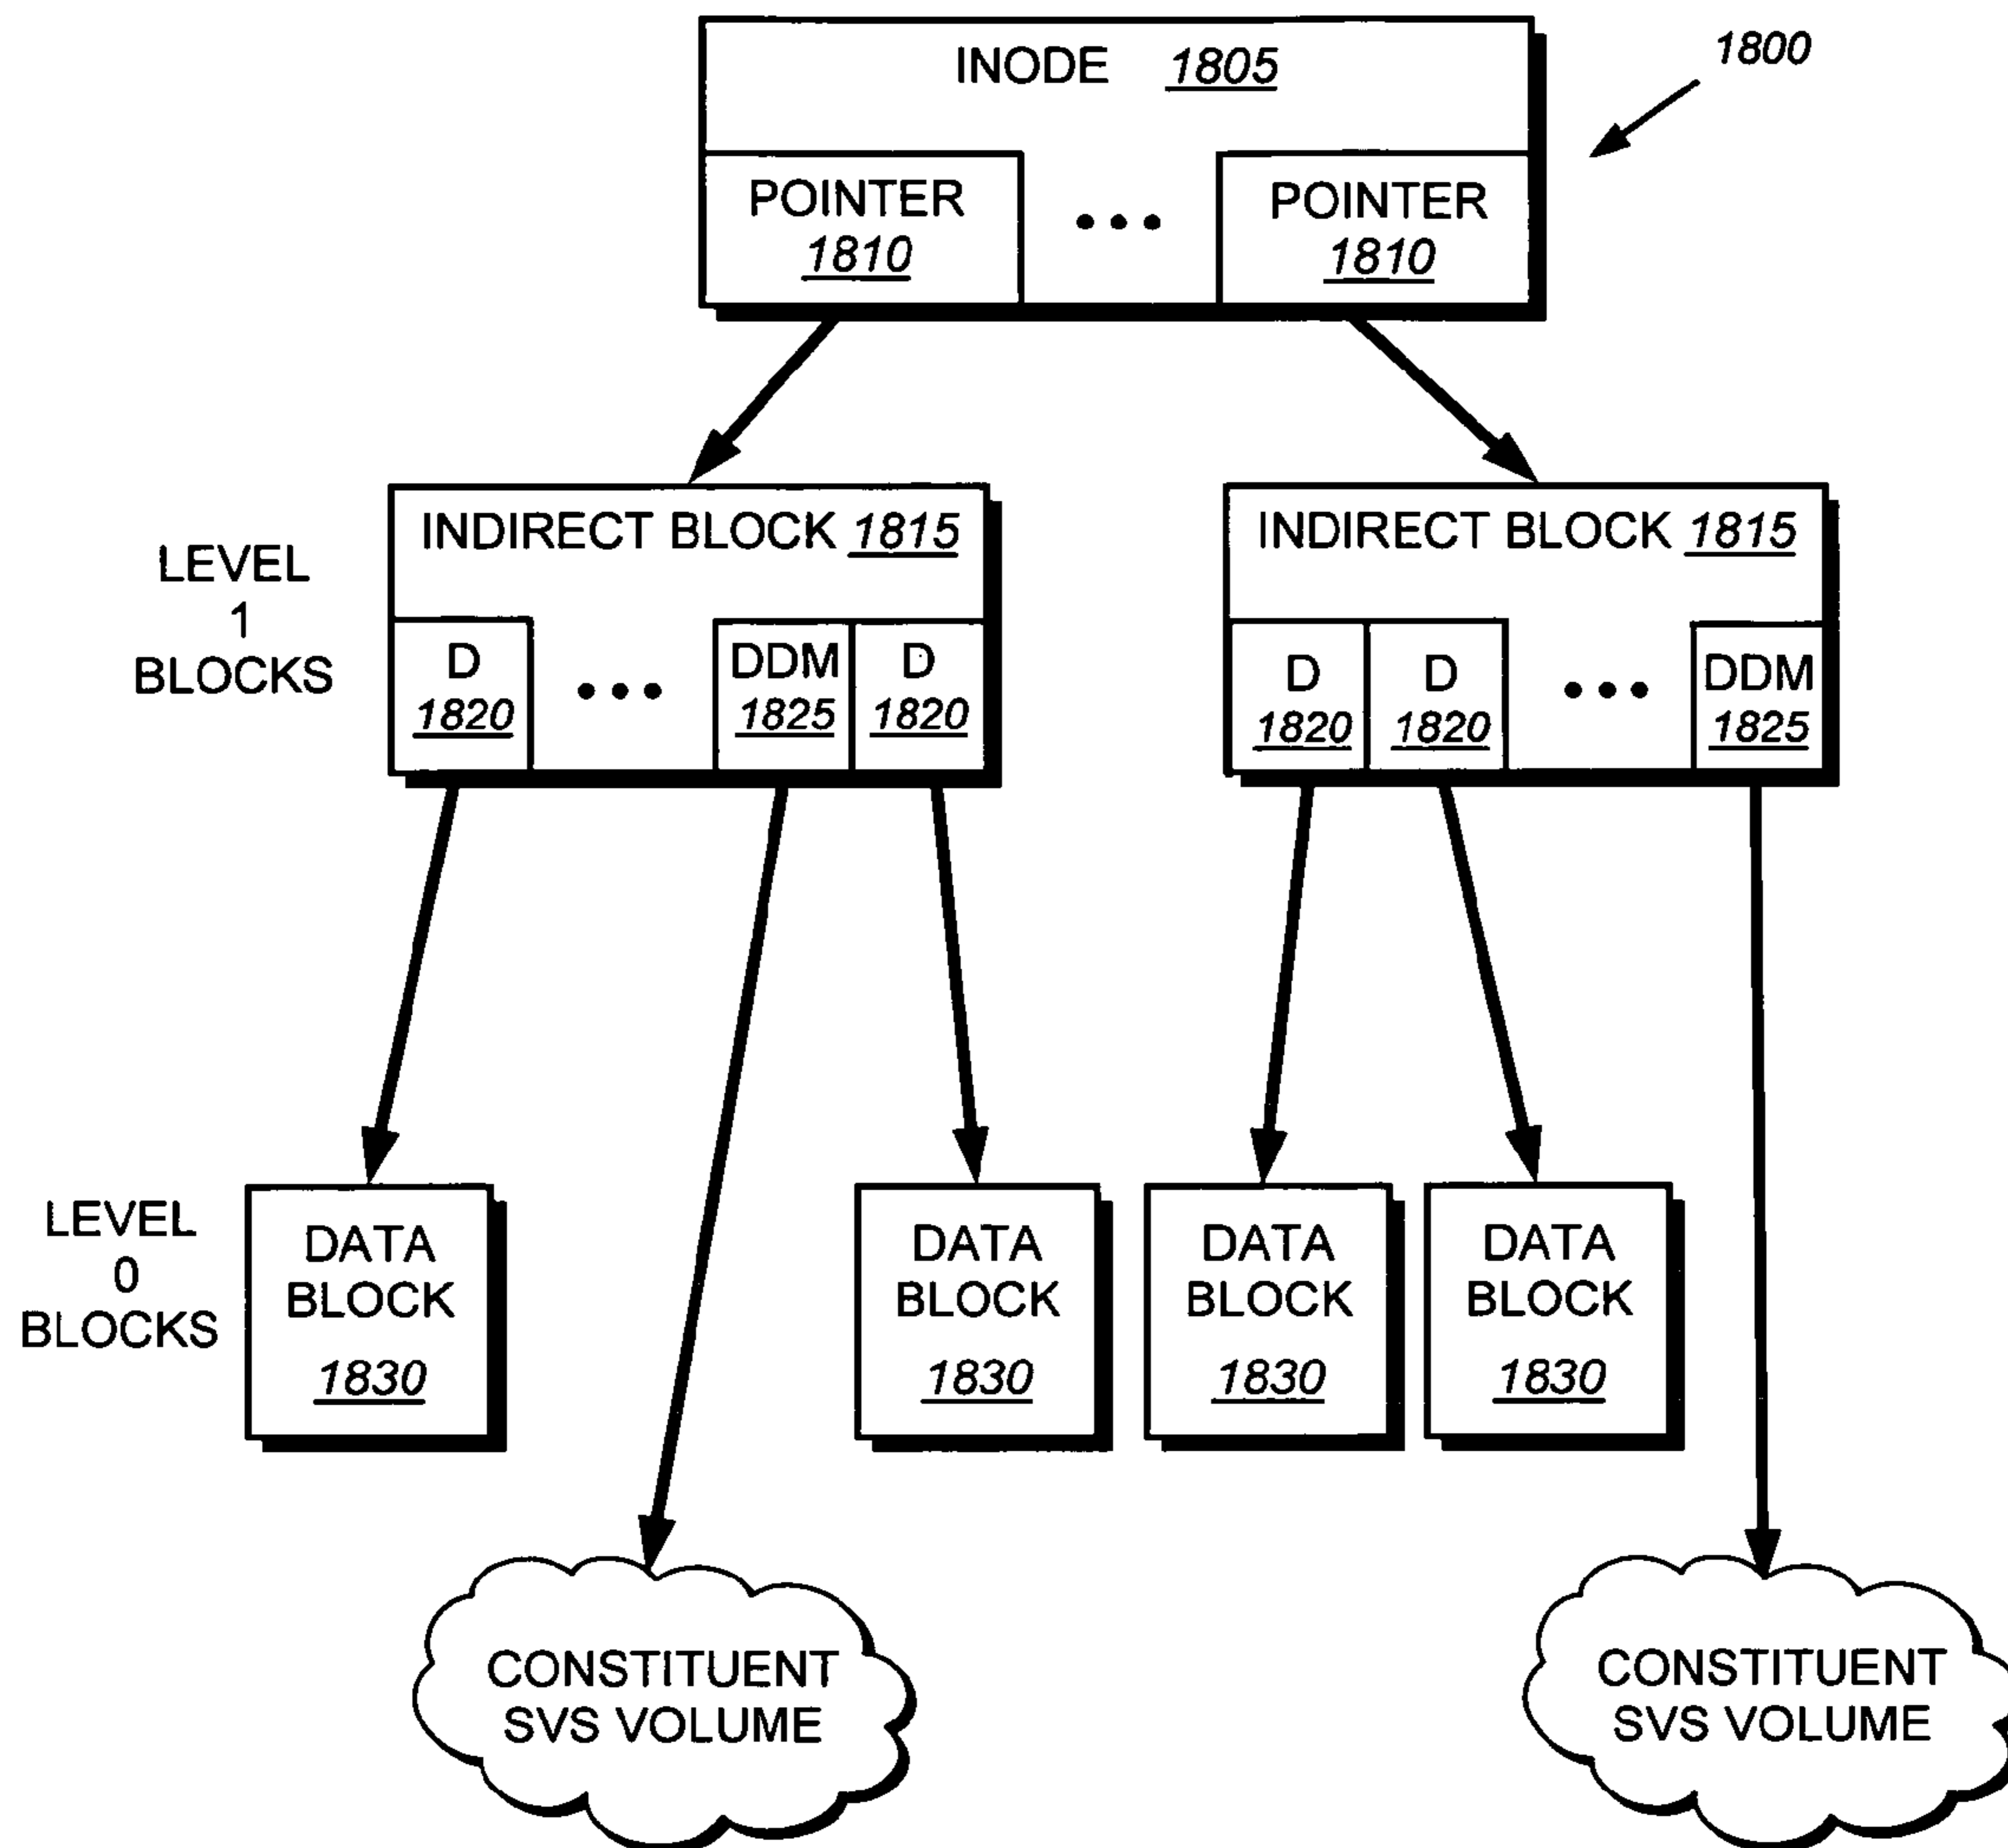 INODE 1805
1800
POINTER
1810
•••
POINTER
1810
LEVEL
1
BLOCKS
INDIRECT BLOCK 1815
D
1820
•••
DDM
1825
D
1820
INDIRECT BLOCK 1815
D
1820
D
1820
•••
DDM
1825
LEVEL
0
BLOCKS
DATA
BLOCK
1830
DATA
BLOCK
1830
DATA
BLOCK
1830
DATA
BLOCK
1830
CONSTITUENT
SVS VOLUME
CONSTITUENT
SVS VOLUME